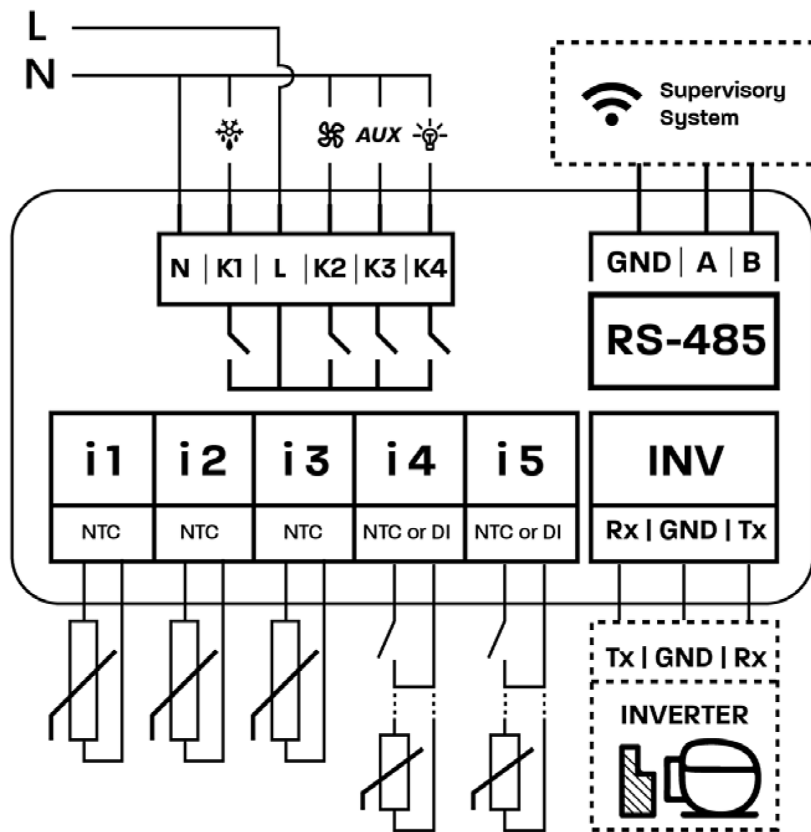 L
N
AUX
Supervisory
System
N | K1 | L | K2 | K3 | K4
GND | A | B
RS-485
i1 i2 i3 i4 i5
INV
NTC NTC NTC NTC or DI NTC or DI
Rx | GND | Tx
Tx | GND | Rx
INVERTER